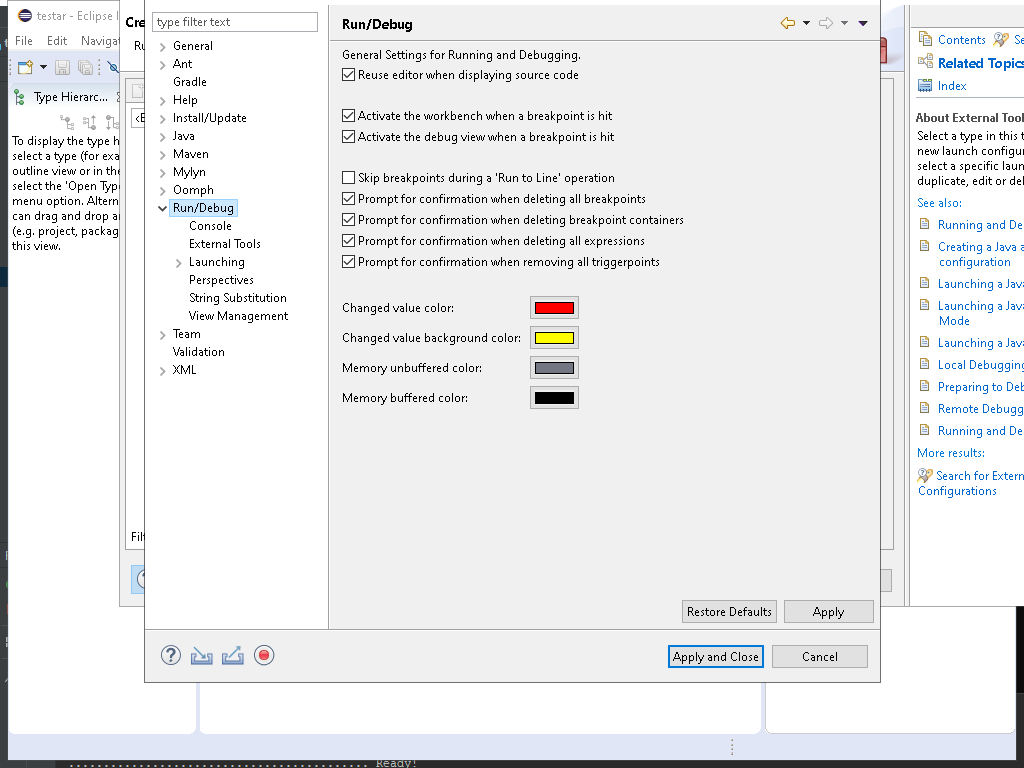 testar - Eclipse I
File Edit Navigat
Type Hierarc...
To display the type h
select a type (for exa
outline view or in the
select the 'Open Type
menu option. Altern
can drag and drop a
(e.g. project, packag
this view.
Cre
type filter text
General
Ant
Gradle
Help
Install/Update
Java
Maven
Mylyn
Oomph
Run/Debug
Console
External Tools
Launching
Perspectives
String Substitution
View Management
Team
Validation
XML
Run/Debug
General Settings for Running and Debugging.
Reuse editor when displaying source code
Activate the workbench when a breakpoint is hit
Activate the debug view when a breakpoint is hit
Skip breakpoints during a 'Run to Line' operation
Prompt for confirmation when deleting all breakpoints
Prompt for confirmation when deleting breakpoint containers
Prompt for confirmation when deleting all expressions
Prompt for confirmation when removing all triggerpoints
Changed value color:
Changed value background color:
Memory unbuffered color:
Memory buffered color:
Restore Defaults Apply
Apply and Close Cancel
Contents Se
Related Topics
Index
About External Tool
Select a type in this t
new launch configur
select a specific laun
duplicate, edit or del
See also:
Running and De
Creating a Java a
configuration
Launching a Java
Launching a Java
Mode
Launching a Java
Local Debugging
Preparing to Deb
Remote Debugg
Running and De
More results:
Search for Extern
Configurations
Ru
Filt
Ready!